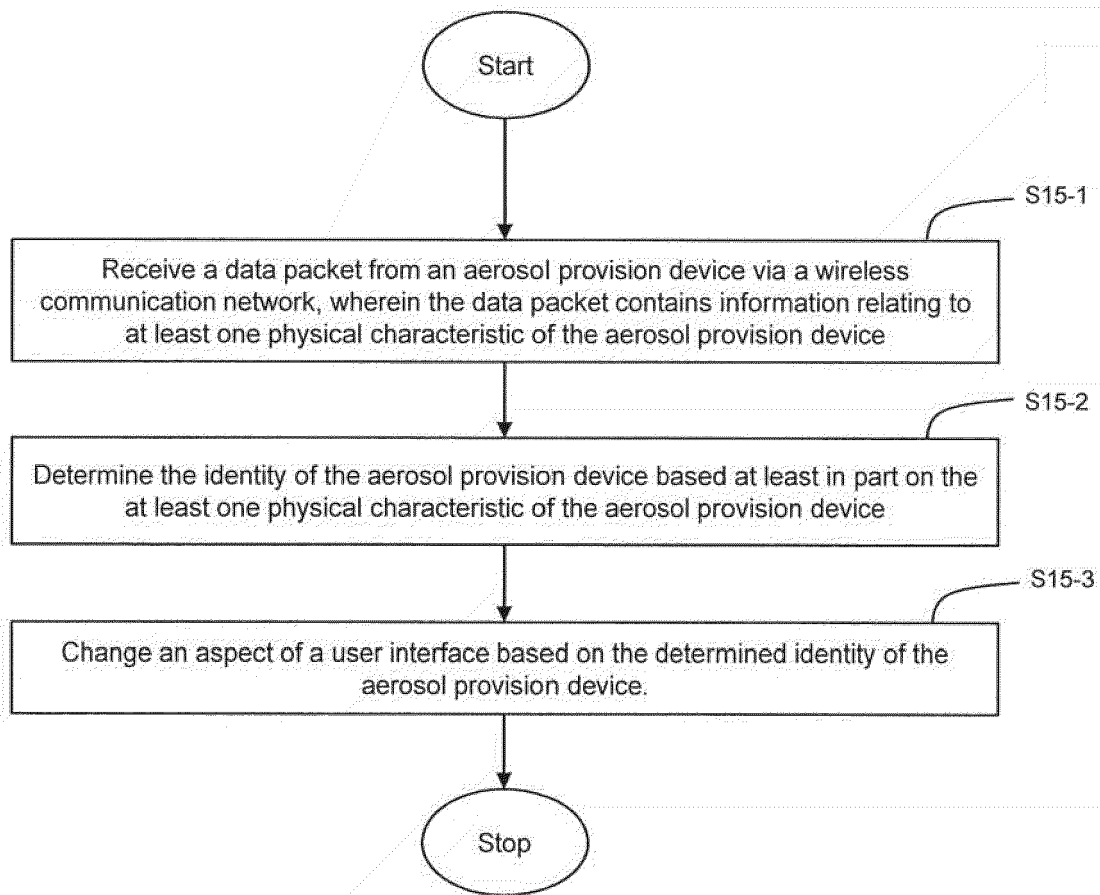 Start
S15-1
Receive a data packet from an aerosol provision device via a wireless
communication network, wherein the data packet contains information relating to
at least one physical characteristic of the aerosol provision device
S15-2
Determine the identity of the aerosol provision device based at least in part on the
at least one physical characteristic of the aerosol provision device
S15-3
Change an aspect of a user interface based on the determined identity of the
aerosol provision device.
Stop